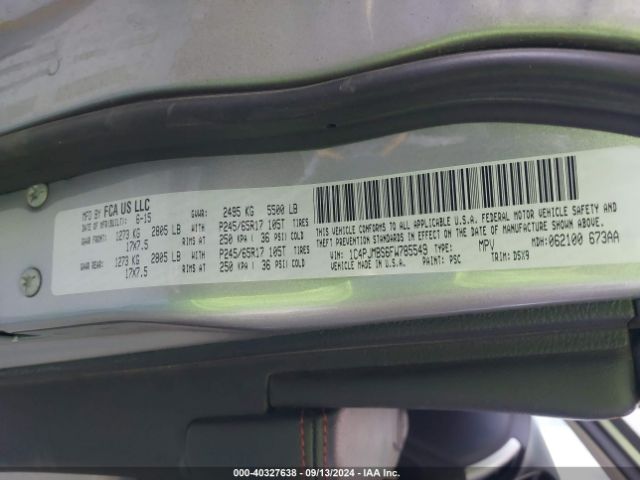 MFD BY: FCA US LLC
DATE OF MFR(BUILT): 6-15 GVWR: 2495 KG 5500 LB
GAWR FRONT: 1273 KG 2805 LB WITH P245/65R17 105T TIRES
17X7.5 RIMS AT 250 KPA ( 36 PSI) COLD
GAWR REAR: 1273 KG 2805 LB WITH P245/65R17 105T TIRES
17X7.5 RIMS AT 250 KPA ( 36 PSI) COLD
THIS VEHICLE CONFORMS TO ALL APPLICABLE U.S.A. FEDERAL MOTOR VEHICLE SAFETY AND
THEFT PREVENTION STANDARDS IN EFFECT ON THE DATE OF MANUFACTURE SHOWN ABOVE.
VIN: 1C4PJMBS6FW785549 TYPE: MPV MDH: 062100 673AA
VEHICLE MADE IN U.S.A. PAINT: PSC TRIM: DSX9
000-40327638 - 09/13/2024 - IAA Inc.